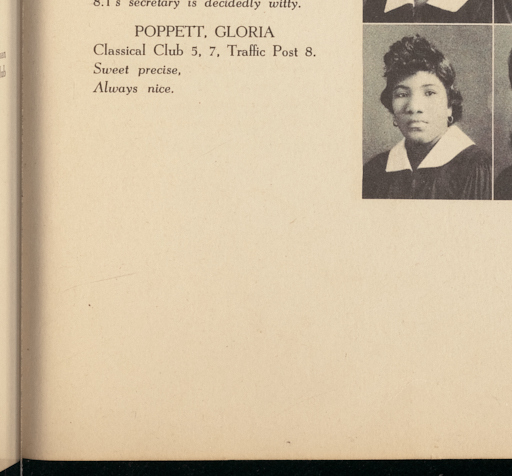 8.1's secretary is decidedly witty.
POPPETT, GLORIA
Classical Club 5, 7, Traffic Post 8.
Sweet precise,
Always nice.